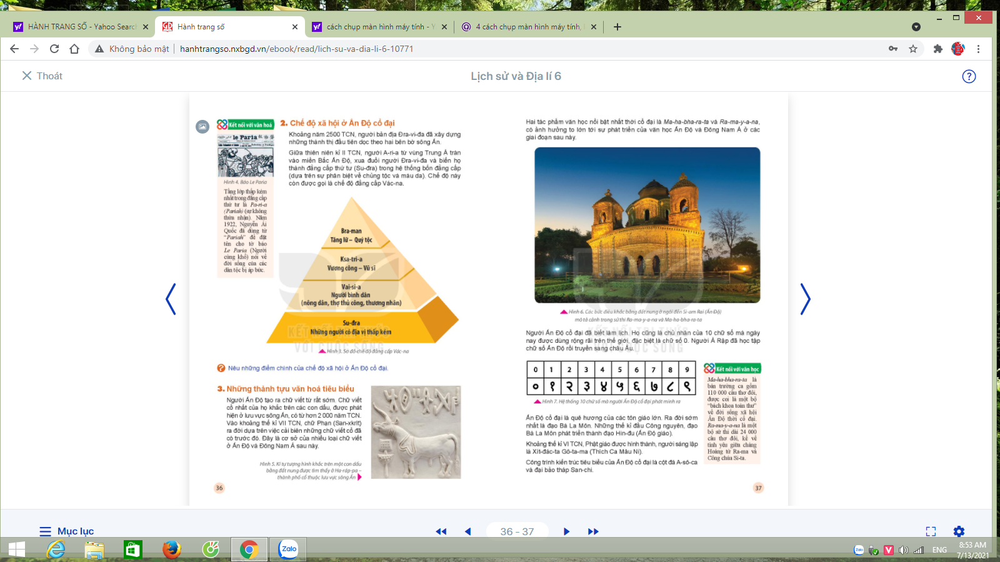 HÀNH TRANG SỐ - Yahoo Search
Hành trang số
cách chụp màn hình máy tính - Y
4 cách chụp màn hình máy tính,
Không bảo mật
hanhtrangso.nxbgd.vn/ebook/read/lich-su-va-dia-li-6-10771
Thoát
Lịch sử và Địa lí 6
Kết nối với văn hoá
le Paria
Hình 4. Báo Le Paria
Tầng lớp thấp kém
nhất trong đẳng cấp
thứ tư là Pa-ri-a
(Pariah) (sự không
thừa nhận). Năm
1922, Nguyễn Ái
Quốc đã dùng từ
"Pariah" để đặt
tên cho tờ báo
Le Paria (Người
cùng khổ) nói về
đời sống của các
dân tộc bị áp bức.
2. Chế độ xã hội ở Ấn Độ cổ đại
Khoảng năm 2500 TCN, người bản địa Đra-vi-đa đã xây dựng
những thành thị đầu tiên dọc theo hai bên bờ sông Ấn.
Giữa thiên niên kỉ II TCN, người A-ri-a từ vùng Trung Á tràn
vào miền Bắc Ấn Độ, xua đuổi người Đra-vi-đa và biến họ
thành đẳng cấp thứ tư (Su-đra) trong hệ thống bốn đẳng cấp
(dựa trên sự phân biệt về chủng tộc và màu da). Chế độ này
còn được gọi là chế độ đẳng cấp Vác-na.
Bra-man
Tăng lữ – Quý tộc
Ksa-tri-a
Vương công – Vũ sĩ
Vai-si-a
Người bình dân
(nông dân, thợ thủ công, thương nhân)
Su-đra
Những người có địa vị thấp kém
KẾT NỐI TRI THỨC
VỚI CUỘC SỐNG
Hình 3. Sơ đồ chế độ đẳng cấp Vác-na
? Nêu những điểm chính của chế độ xã hội ở Ấn Độ cổ đại.
3. Những thành tựu văn hoá tiêu biểu
Người Ấn Độ tạo ra chữ viết từ rất sớm. Chữ viết
cổ nhất của họ khắc trên các con dấu, được phát
hiện ở lưu vực sông Ấn, có từ hơn 2 000 năm TCN.
Vào khoảng thế kỉ VII TCN, chữ Phạn (San-xkrít)
ra đời dựa trên việc cải biên những chữ viết cổ đã
có trước đó. Đây là cơ sở của nhiều loại chữ viết
ở Ấn Độ và Đông Nam Á sau này.
Hình 5. Kí tự tượng hình khắc trên một con dấu
bằng đất nung được tìm thấy ở Ha-ráp-pa –
thành phố cổ thuộc lưu vực sông Ấn
36
Hai tác phẩm văn học nổi bật nhất thời cổ đại là Ma-ha-bha-ra-ta và Ra-ma-y-a-na,
có ảnh hưởng to lớn tới sự phát triển của văn học Ấn Độ và Đông Nam Á ở các
giai đoạn sau này.
Hình 6. Các bức điêu khắc bằng đất nung ở ngôi đền Si-am Rai (Ấn Độ)
mô tả cảnh trong sử thi Ra-ma-y-a-na và Ma-ha-bha-ra-ta
KẾT NỐI TRI THỨC
VỚI CUỘC SỐNG
Người Ấn Độ cổ đại đã biết làm lịch. Họ cũng là chủ nhân của 10 chữ số mà ngày
nay được dùng rộng rãi trên thế giới, đặc biệt là chữ số 0. Người Ả Rập đã học tập
chữ số Ấn Độ rồi truyền sang châu Âu.
0 1 2 3 4 5 6 7 8 9
० १ २ ३ ४ ५ ६ ७ ८ ९
Hình 7. Hệ thống 10 chữ số mà người Ấn Độ cổ đại phát minh ra
Ấn Độ cổ đại là quê hương của các tôn giáo lớn. Ra đời sớm
nhất là đạo Bà La Môn. Những thế kỉ đầu Công nguyên, đạo
Bà La Môn phát triển thành đạo Hin-đu (Ấn Độ giáo).
Khoảng thế kỉ VI TCN, Phật giáo được hình thành, người sáng lập
là Xít-đác-ta Gô-ta-ma (Thích Ca Mâu Ni).
Công trình kiến trúc tiêu biểu của Ấn Độ cổ đại là cột đá A-sô-ca
và đại bảo tháp San-chi.
Kết nối với văn học
Ma-ha-bha-ra-ta là
bản trường ca gồm
110 000 câu thơ đôi,
được coi là một bộ
"bách khoa toàn thư"
về đời sống xã hội
Ấn Độ thời cổ đại.
Ra-ma-y-a-na là một
bộ sử thi dài 24 000
câu thơ đôi, kể về
tình yêu giữa chàng
Hoàng tử Ra-ma và
Công chúa Si-ta.
37
Mục lục
36 - 37
Zalo
Zalo
ENG
8:53 AM
7/13/2021